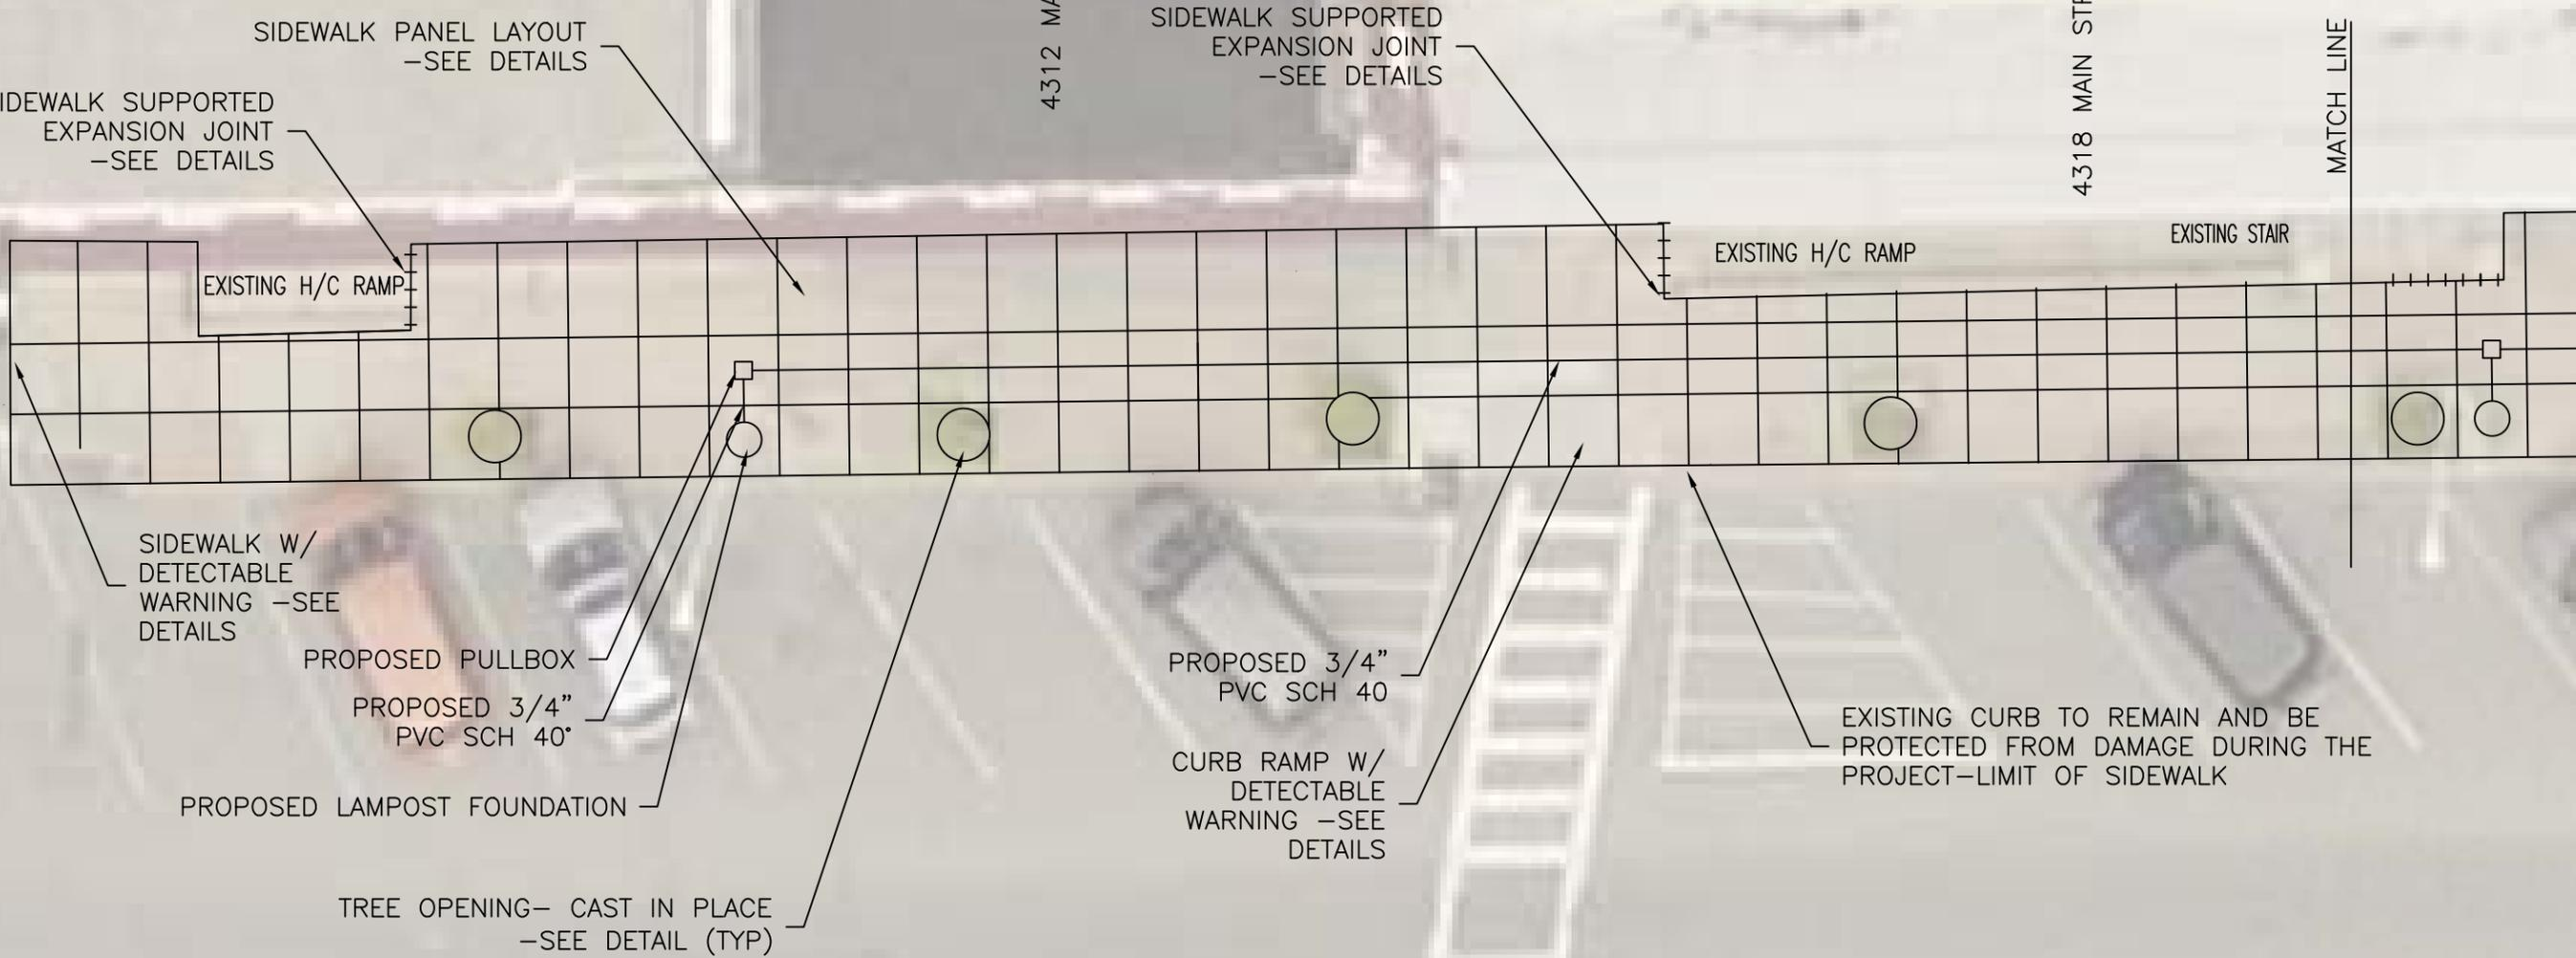 SIDEWALK PANEL LAYOUT
-SEE DETAILS
SIDEWALK SUPPORTED
EXPANSION JOINT
-SEE DETAILS
4312
SIDEWALK SUPPORTED
EXPANSION JOINT
-SEE DETAILS
4318 MAIN
MATCH LINE
EXISTING H/C RAMP
EXISTING H/C RAMP
EXISTING STAIR
SIDEWALK W/
DETECTABLE
WARNING -SEE
DETAILS
PROPOSED PULLBOX
PROPOSED 3/4"
PVC SCH 40"
PROPOSED LAMPOST FOUNDATION
TREE OPENING- CAST IN PLACE
-SEE DETAIL (TYP)
PROPOSED 3/4"
PVC SCH 40
CURB RAMP W/
DETECTABLE
WARNING -SEE
DETAILS
EXISTING CURB TO REMAIN AND BE
PROTECTED FROM DAMAGE DURING THE
PROJECT-LIMIT OF SIDEWALK